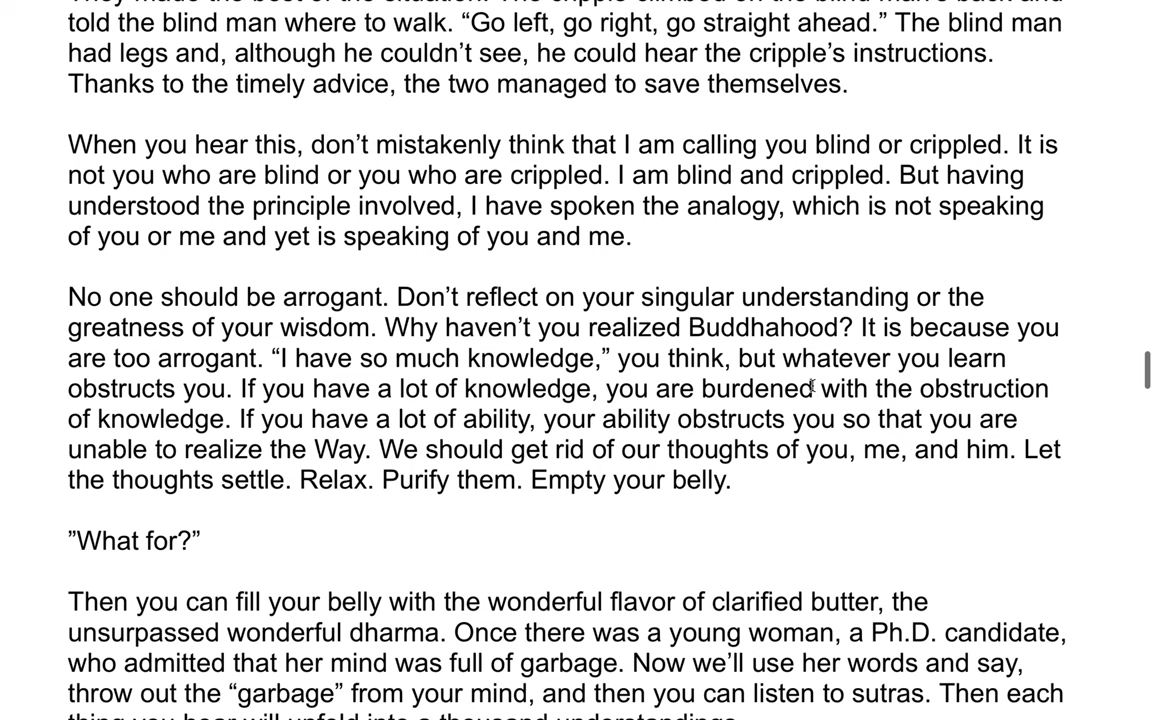 told the blind man where to walk. “Go left, go right, go straight ahead.” The blind man
had legs and, although he couldn’t see, he could hear the cripple’s instructions.
Thanks to the timely advice, the two managed to save themselves.
When you hear this, don’t mistakenly think that I am calling you blind or crippled. It is
not you who are blind or you who are crippled. I am blind and crippled. But having
understood the principle involved, I have spoken the analogy, which is not speaking
of you or me and yet is speaking of you and me.
No one should be arrogant. Don’t reflect on your singular understanding or the
greatness of your wisdom. Why haven’t you realized Buddhahood? It is because you
are too arrogant. “I have so much knowledge,” you think, but whatever you learn
obstructs you. If you have a lot of knowledge, you are burdened with the obstruction
of knowledge. If you have a lot of ability, your ability obstructs you so that you are
unable to realize the Way. We should get rid of our thoughts of you, me, and him. Let
the thoughts settle. Relax. Purify them. Empty your belly.
”What for?”
Then you can fill your belly with the wonderful flavor of clarified butter, the
unsurpassed wonderful dharma. Once there was a young woman, a Ph.D. candidate,
who admitted that her mind was full of garbage. Now we’ll use her words and say,
throw out the “garbage” from your mind, and then you can listen to sutras. Then each